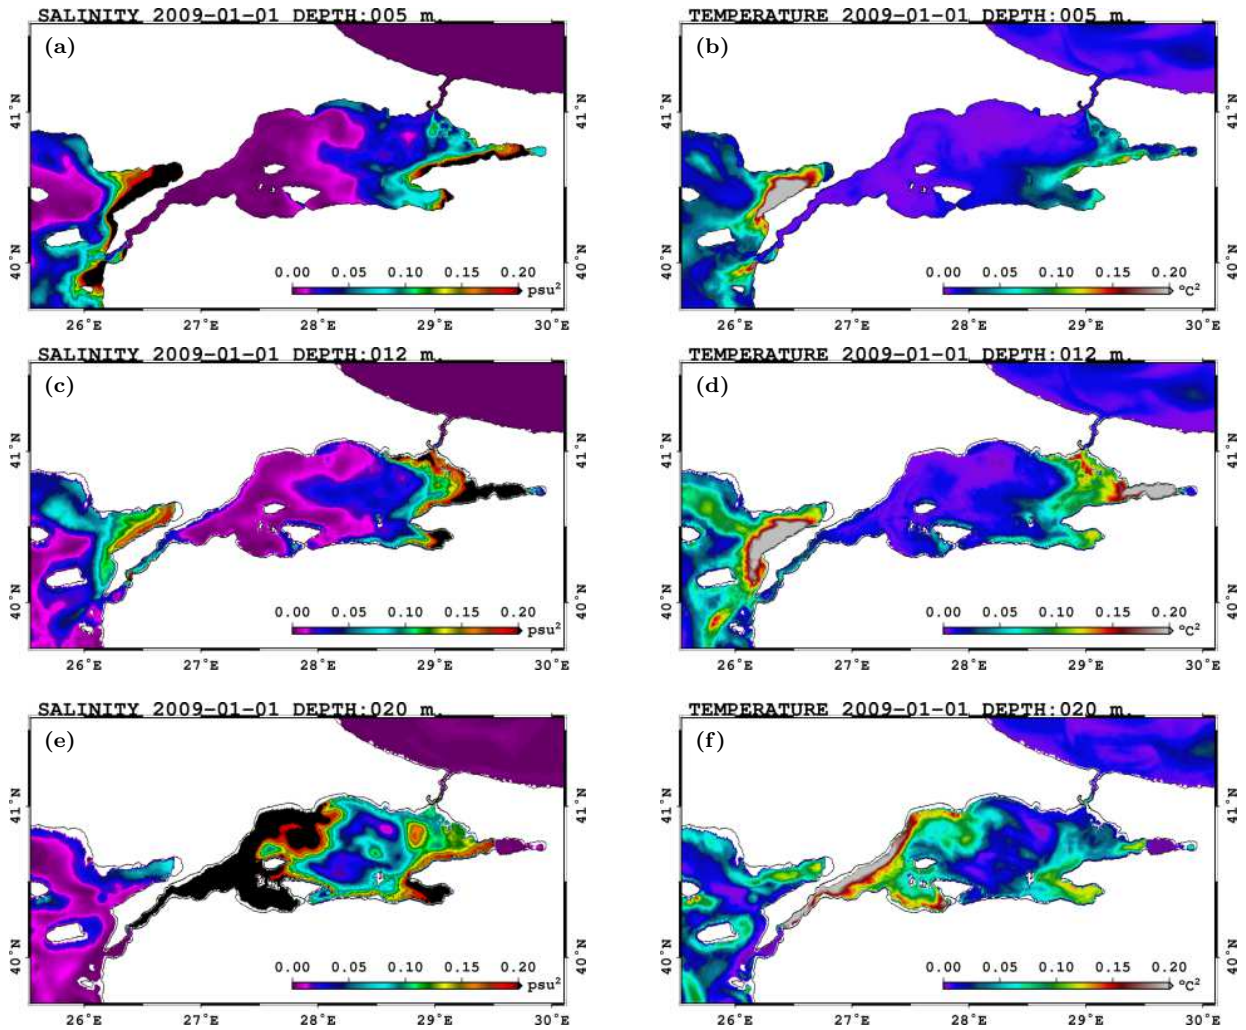 SALINITY 2009-01-01 DEPTH:005 m.
(a)
41°N
40°N
0.00 0.05 0.10 0.15 0.20
psu²
26°E 27°E 28°E 29°E 30°E
TEMPERATURE 2009-01-01 DEPTH:005 m.
(b)
41°N
40°N
0.00 0.05 0.10 0.15 0.20
°C²
26°E 27°E 28°E 29°E 30°E
SALINITY 2009-01-01 DEPTH:012 m.
(c)
41°N
40°N
0.00 0.05 0.10 0.15 0.20
psu²
26°E 27°E 28°E 29°E 30°E
TEMPERATURE 2009-01-01 DEPTH:012 m.
(d)
41°N
40°N
0.00 0.05 0.10 0.15 0.20
°C²
26°E 27°E 28°E 29°E 30°E
SALINITY 2009-01-01 DEPTH:020 m.
(e)
41°N
40°N
0.00 0.05 0.10 0.15 0.20
psu²
26°E 27°E 28°E 29°E 30°E
TEMPERATURE 2009-01-01 DEPTH:020 m.
(f)
41°N
40°N
0.00 0.05 0.10 0.15 0.20
°C²
26°E 27°E 28°E 29°E 30°E